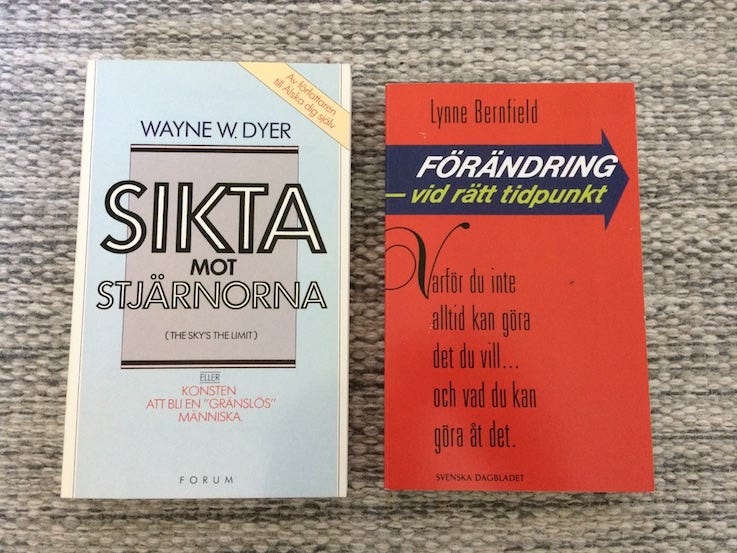 Av författaren
till Älska dig själv
WAYNE W. DYER
SIKTA
MOT
STJÄRNORNA
(THE SKY'S THE LIMIT)
ELLER
KONSTEN
ATT BLI EN "GRÄNSLÖS"
MÄNNISKA.
FORUM
Lynne Bernfield
FÖRÄNDRING
– vid rätt tidpunkt
Varför du inte
alltid kan göra
det du vill...
och vad du kan
göra åt det.
SVENSKA DAGBLADET